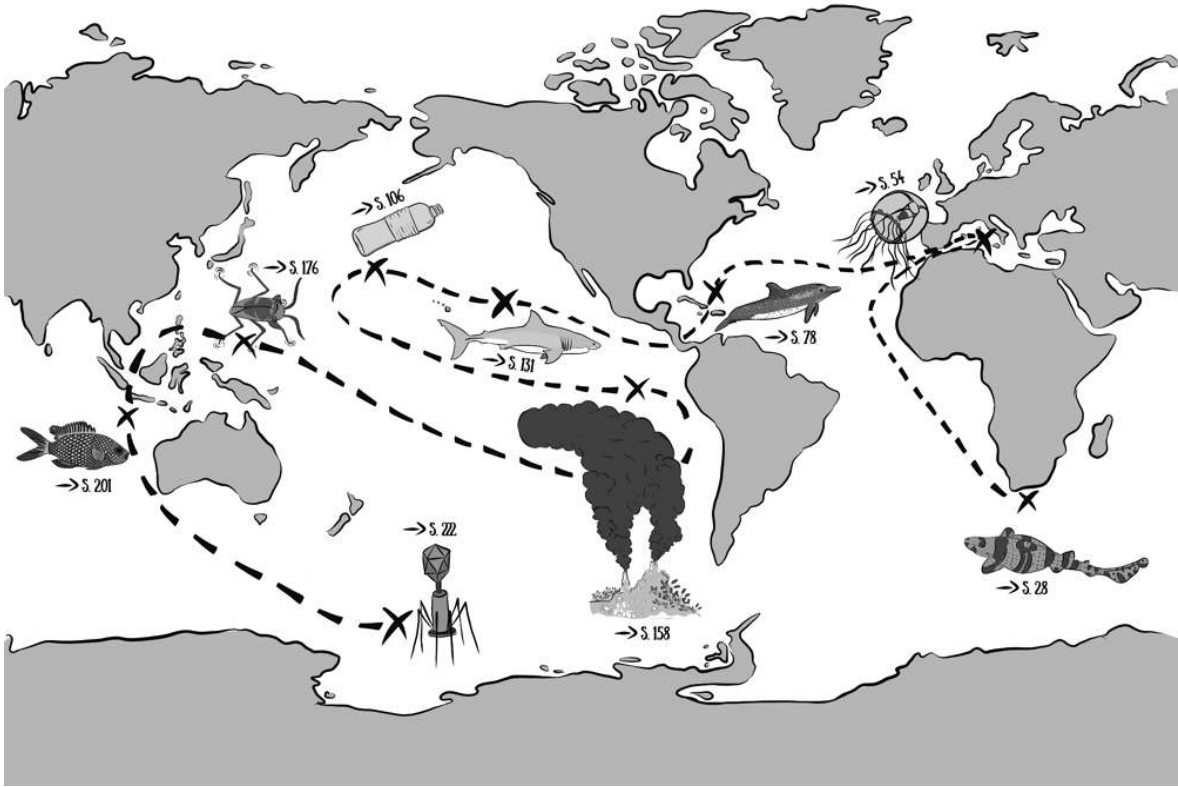 → S. 54
→ S. 106
→ S. 176
→ S. 78
→ S. 131
→ S. 201
→ S. 222
→ S. 28
→ S. 158